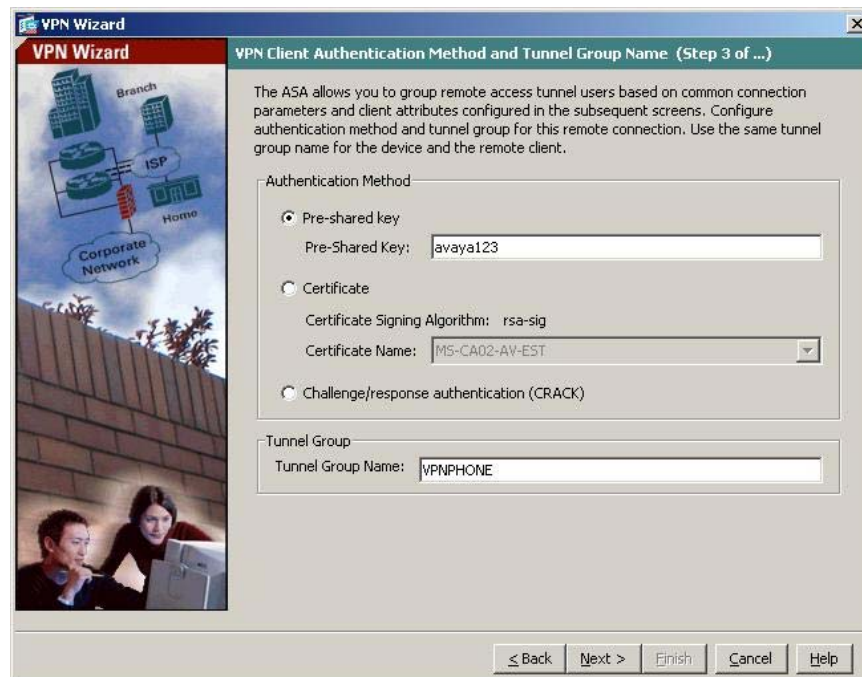 VPN Wizard
VPN Wizard
VPN Client Authentication Method and Tunnel Group Name (Step 3 of ...)
Branch
ISP
Home
Corporate
Network
The ASA allows you to group remote access tunnel users based on common connection
parameters and client attributes configured in the subsequent screens. Configure
authentication method and tunnel group for this remote connection. Use the same tunnel
group name for the device and the remote client.
Authentication Method
Pre-shared key
Pre-Shared Key: avaya123
Certificate
Certificate Signing Algorithm: rsa-sig
Certificate Name: MS-CA02-AV-EST
Challenge/response authentication (CRACK)
Tunnel Group
Tunnel Group Name: VPNPHONE
< Back Next > Finish Cancel Help